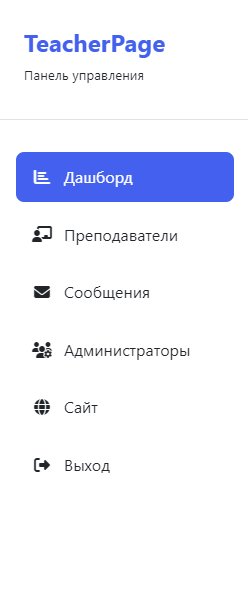 TeacherPage
Панель управления
Дашборд
Преподаватели
Сообщения
Администраторы
Сайт
Выход